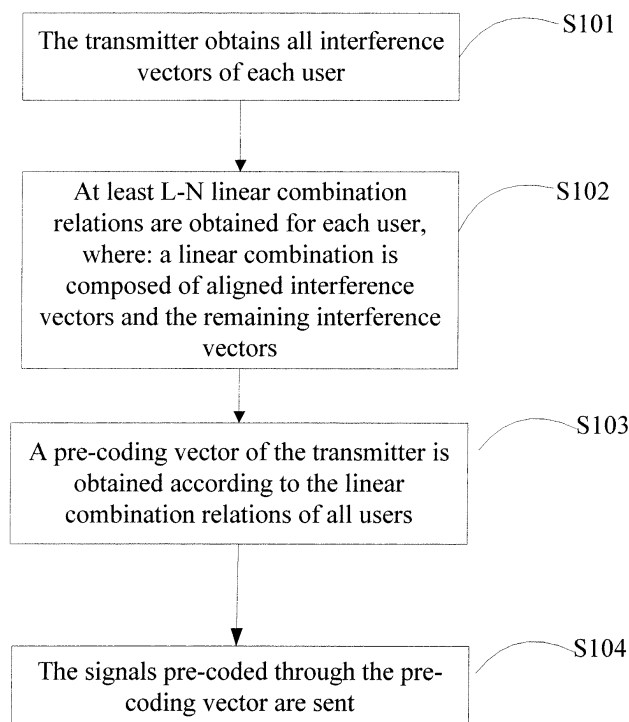 The transmitter obtains all interference
vectors of each user
S101
At least L-N linear combination
relations are obtained for each user,
where: a linear combination is
composed of aligned interference
vectors and the remaining interference
vectors
S102
A pre-coding vector of the transmitter is
obtained according to the linear
combination relations of all users
S103
The signals pre-coded through the pre-
coding vector are sent
S104